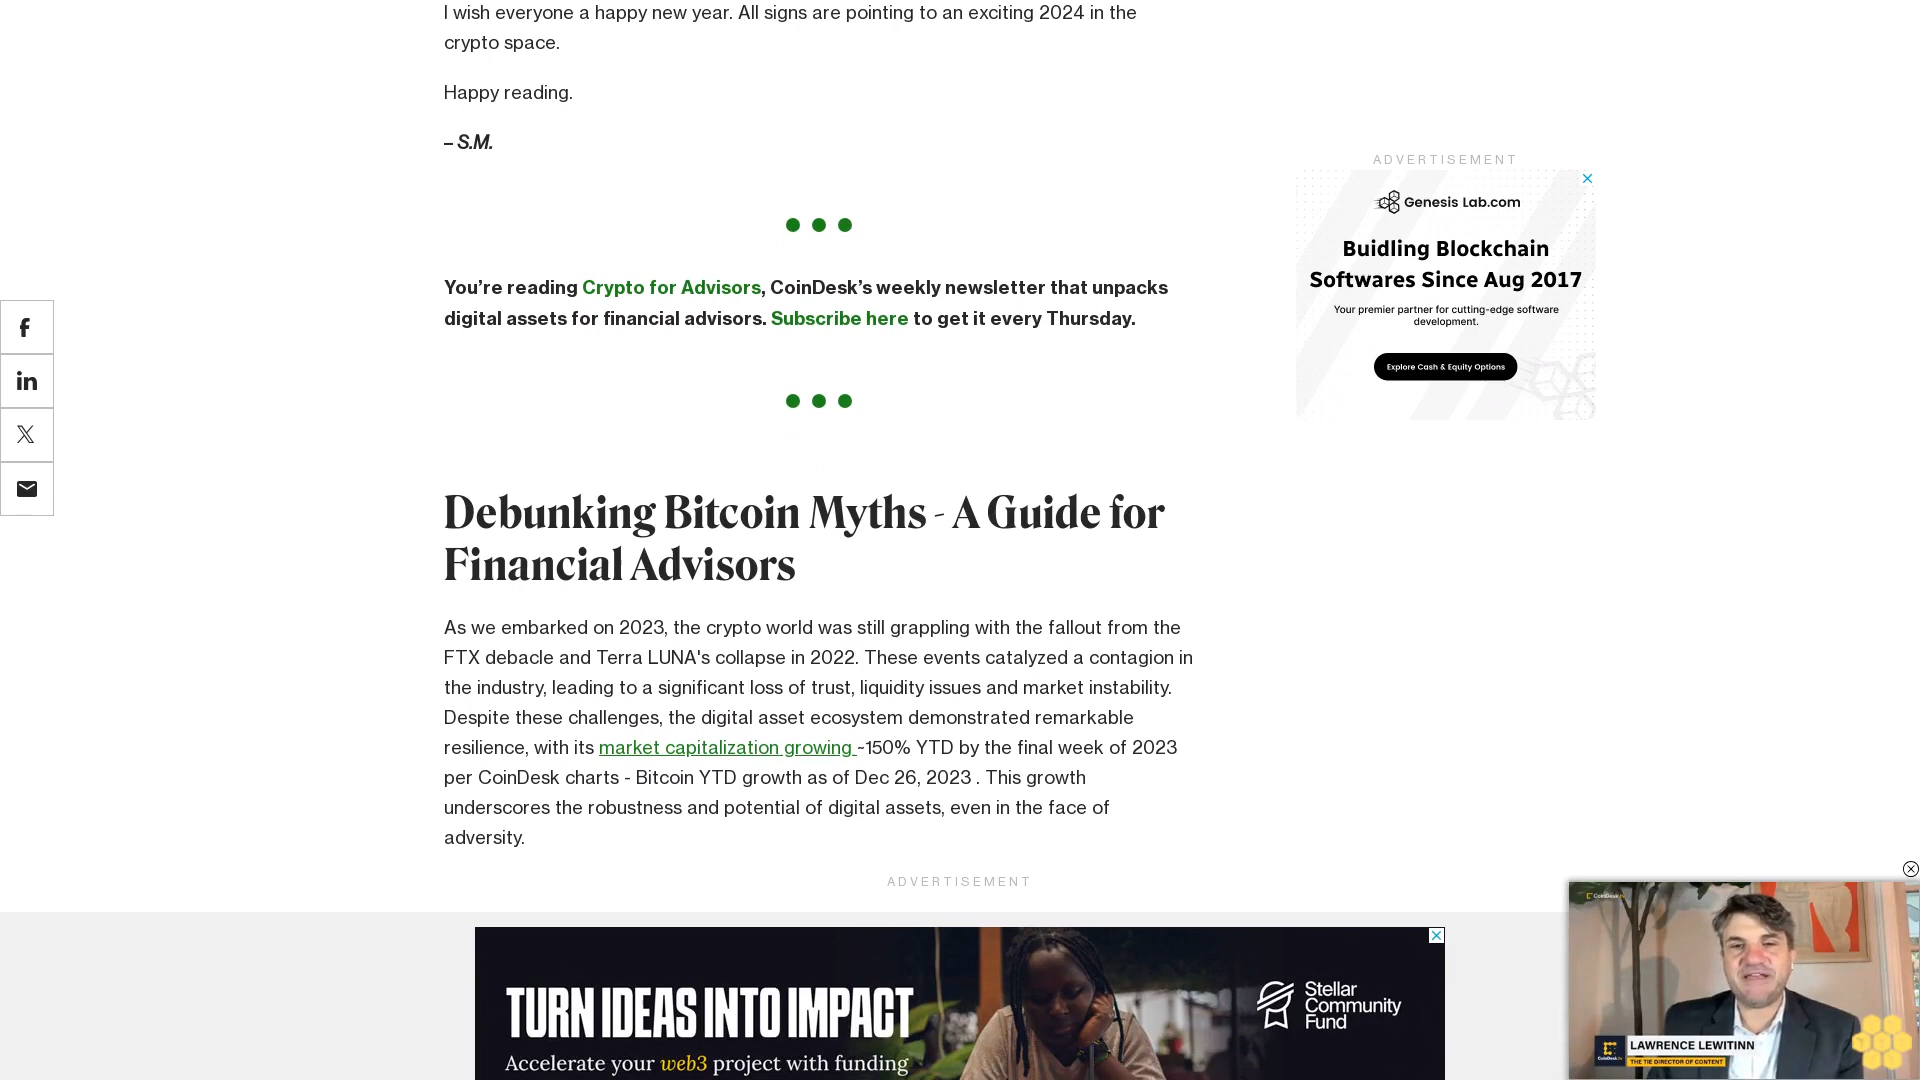 I wish everyone a happy new year. All signs are pointing to an exciting 2024 in the
crypto space.
Happy reading.
– S.M.
You’re reading Crypto for Advisors, CoinDesk’s weekly newsletter that unpacks
digital assets for financial advisors. Subscribe here to get it every Thursday.
Debunking Bitcoin Myths - A Guide for
Financial Advisors
As we embarked on 2023, the crypto world was still grappling with the fallout from the
FTX debacle and Terra LUNA's collapse in 2022. These events catalyzed a contagion in
the industry, leading to a significant loss of trust, liquidity issues and market instability.
Despite these challenges, the digital asset ecosystem demonstrated remarkable
resilience, with its market capitalization growing ~150% YTD by the final week of 2023
per CoinDesk charts - Bitcoin YTD growth as of Dec 26, 2023 . This growth
underscores the robustness and potential of digital assets, even in the face of
adversity.
ADVERTISEMENT
Genesis Lab.com
Buidling Blockchain
Softwares Since Aug 2017
Your premier partner for cutting-edge software
development.
Explore Cash & Equity Options
ADVERTISEMENT
TURN IDEAS INTO IMPACT
Accelerate your web3 project with funding
Stellar
Community
Fund
CoinDesk
LAWRENCE LEWITINN
THE TIE DIRECTOR OF CONTENT